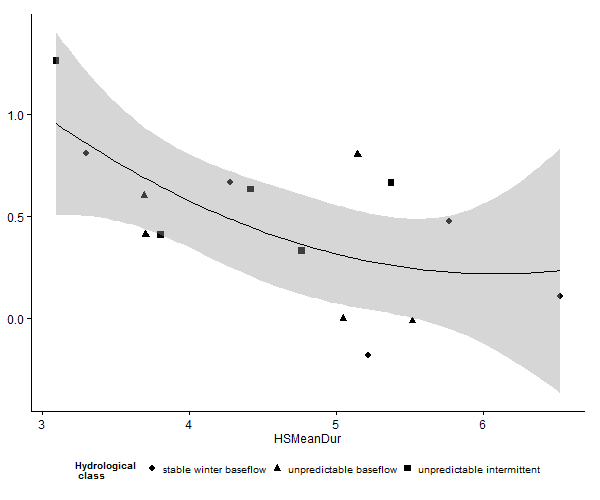 1.0
0.5
0.0
3 4 5 6
HSMeanDur
Hydrological
class
stable winter baseflow unpredictable baseflow unpredictable intermittent